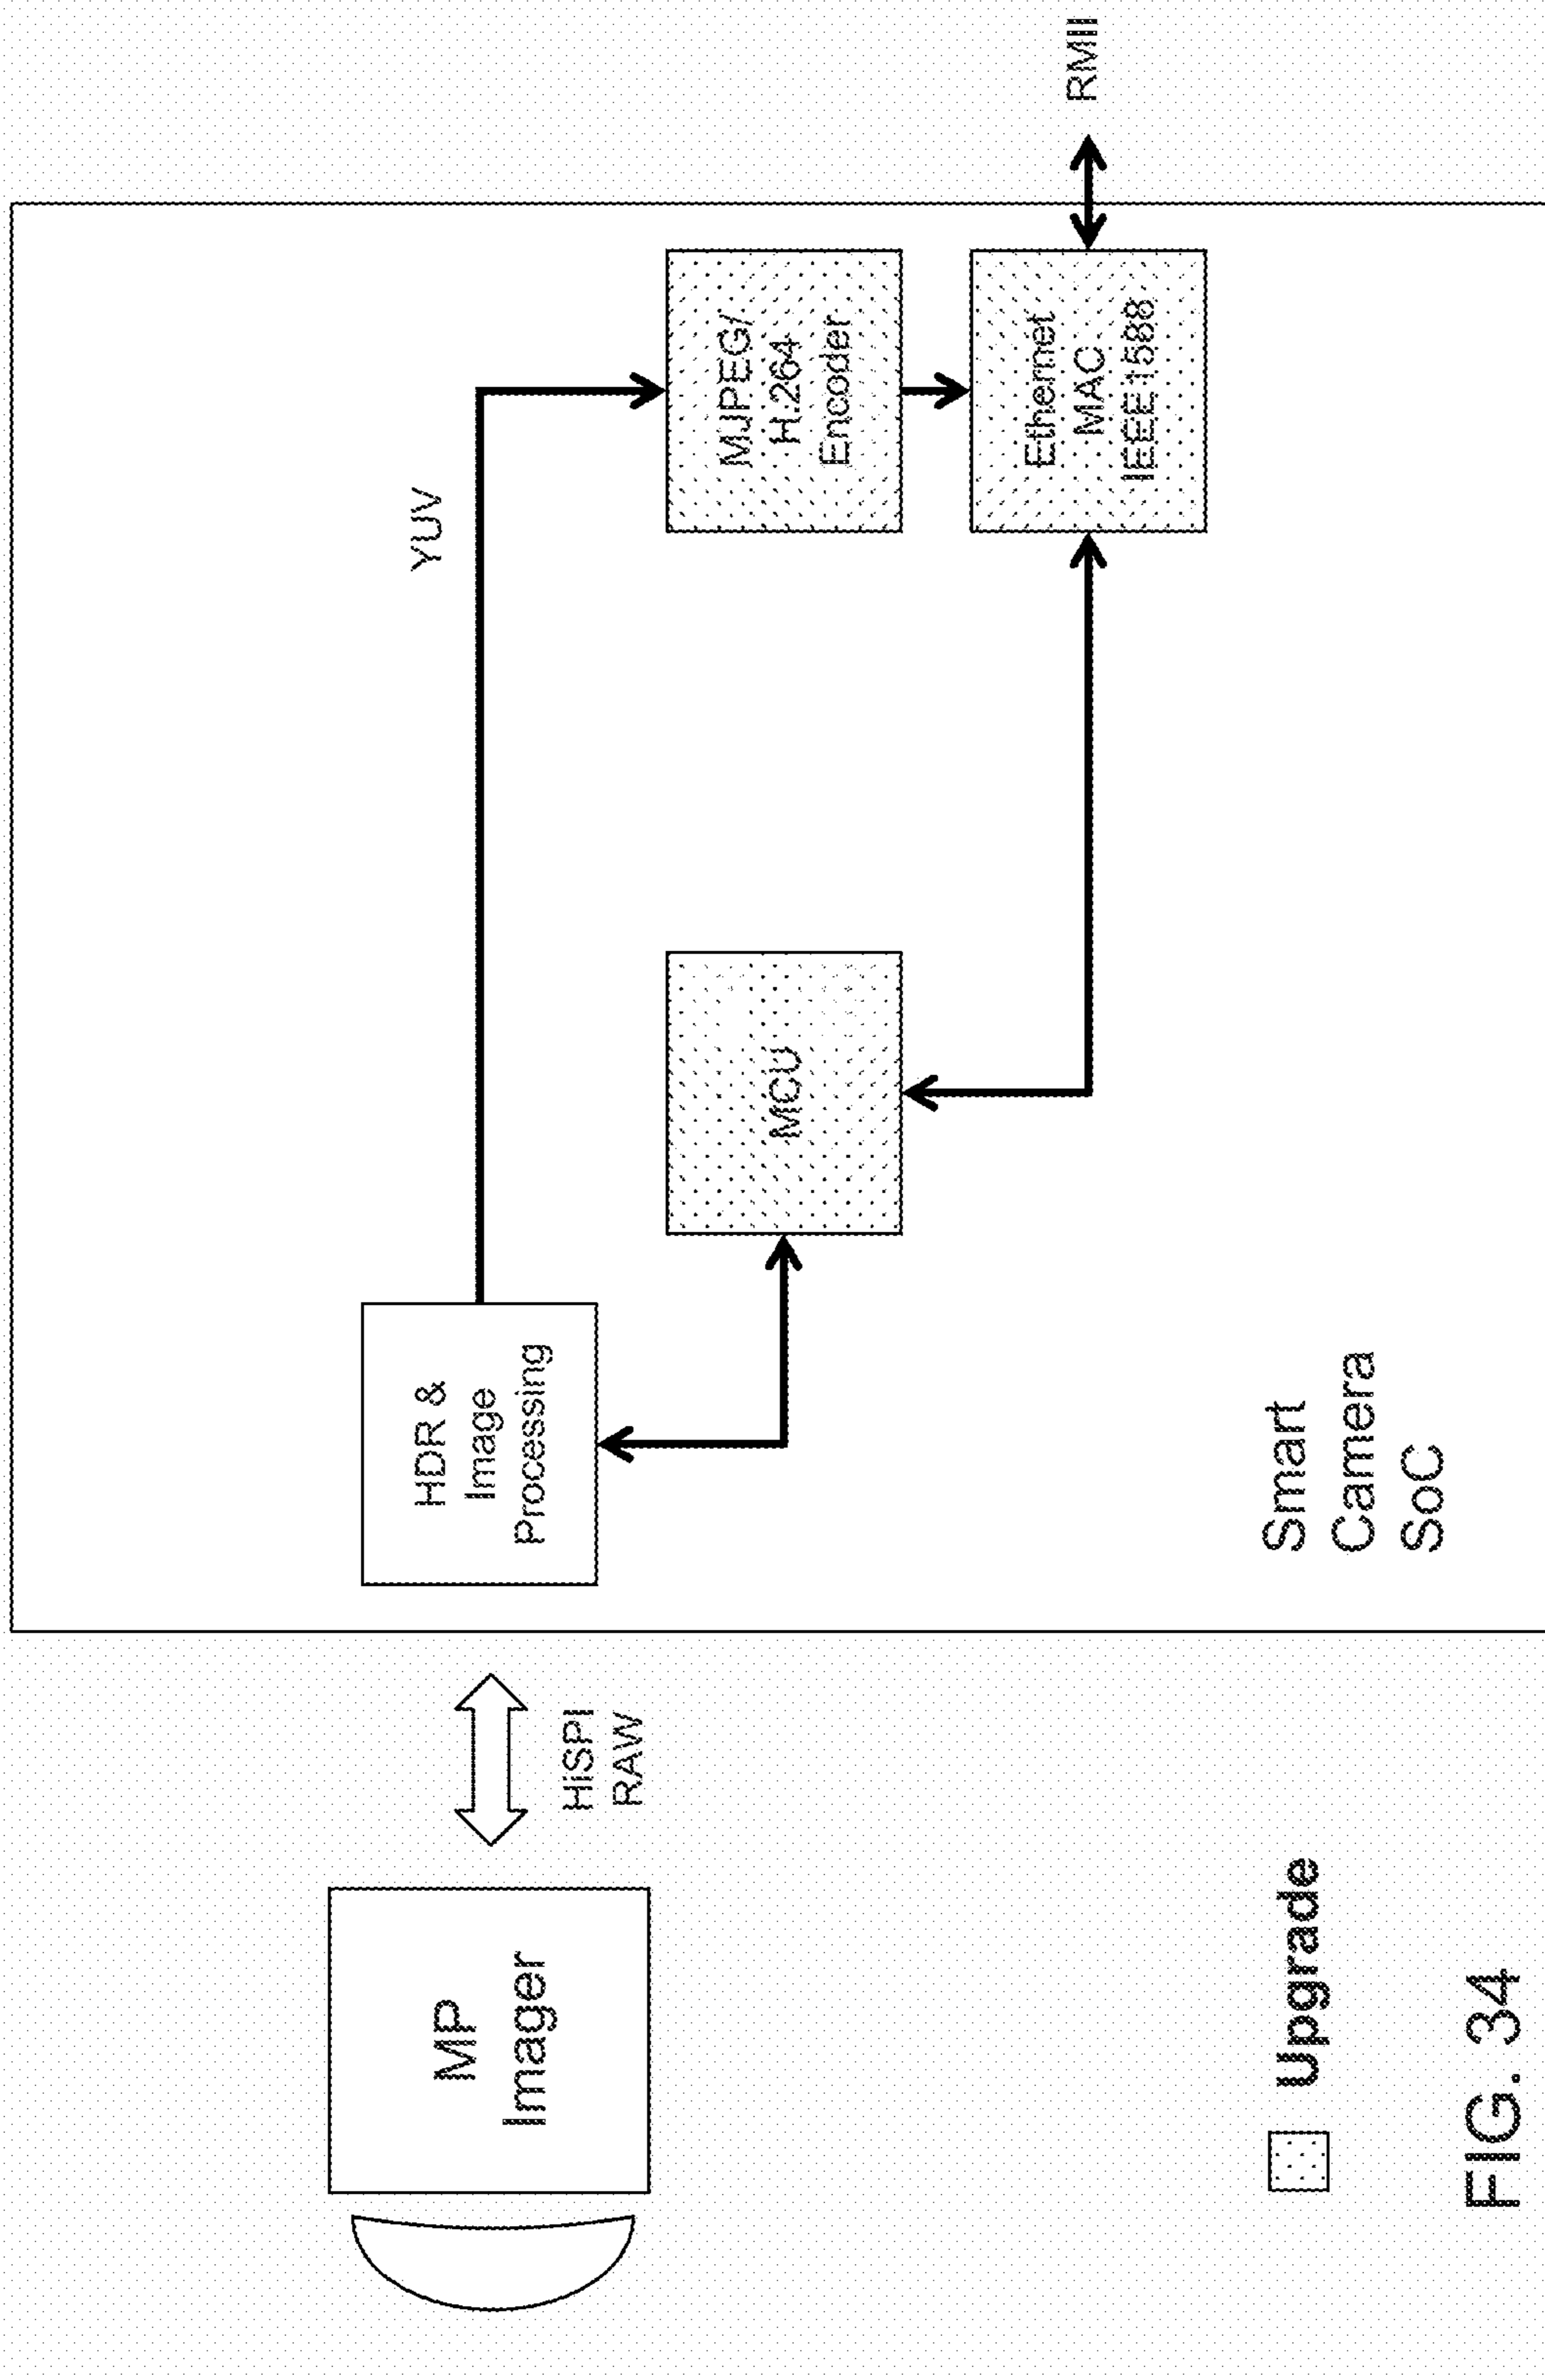 MP
Imager
HiSPI
RAW
HDR &
Image
Processing
YUV
MCU
MJPEG/
H.264
Encoder
Ethernet
MAC
IEEE1588
RMII
Smart
Camera
SoC
Upgrade
FIG. 34